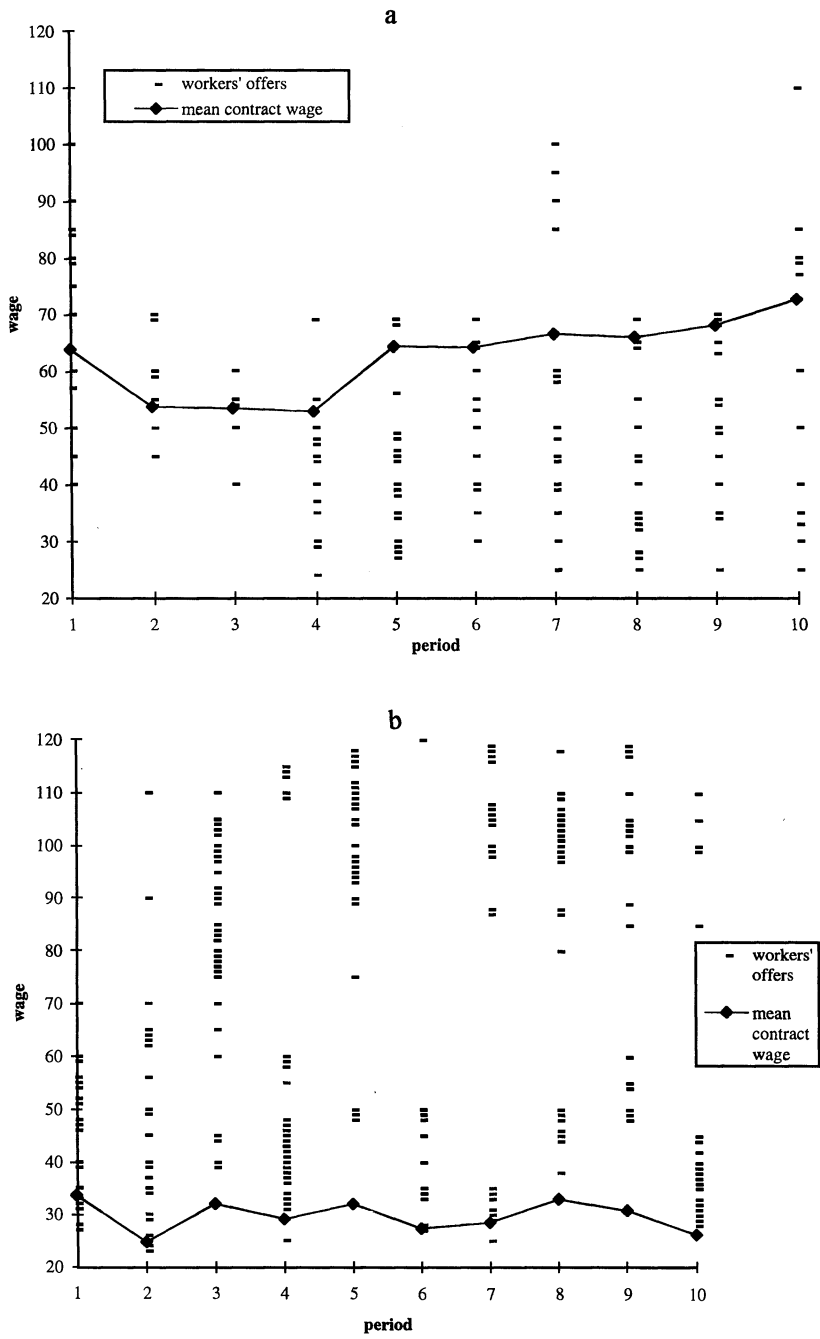 a
120
110
100
90
80
70
60
50
40
30
20
wage
workers' offers
mean contract wage
1 2 3 4 5 6 7 8 9 10
period
b
120
110
100
90
80
70
60
50
40
30
20
wage
workers'
offers
mean
contract
wage
1 2 3 4 5 6 7 8 9 10
period